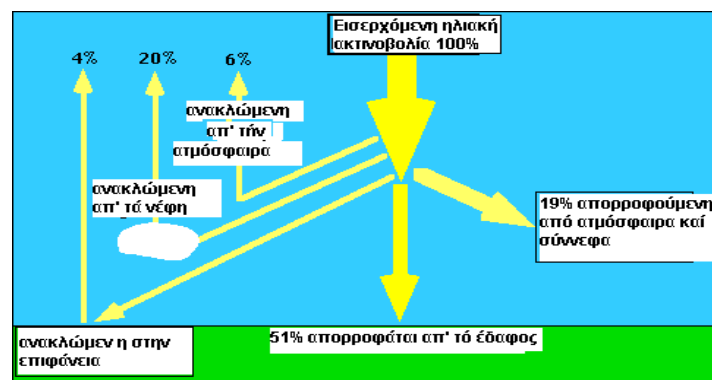 Εισερχόμενη ηλιακή
ακτινοβολία 100%
4% 20% 6%
ανακλώμενη
απ' τήν
ατμόσφαιρα
ανακλώμενη
απ' τά νέφη
19% απορροφούμενη
από ατμόσφαιρα καί
σύννεφα
ανακλώμεν η στην
επιφάνεια
51% απορροφάται απ' τό έδαφος